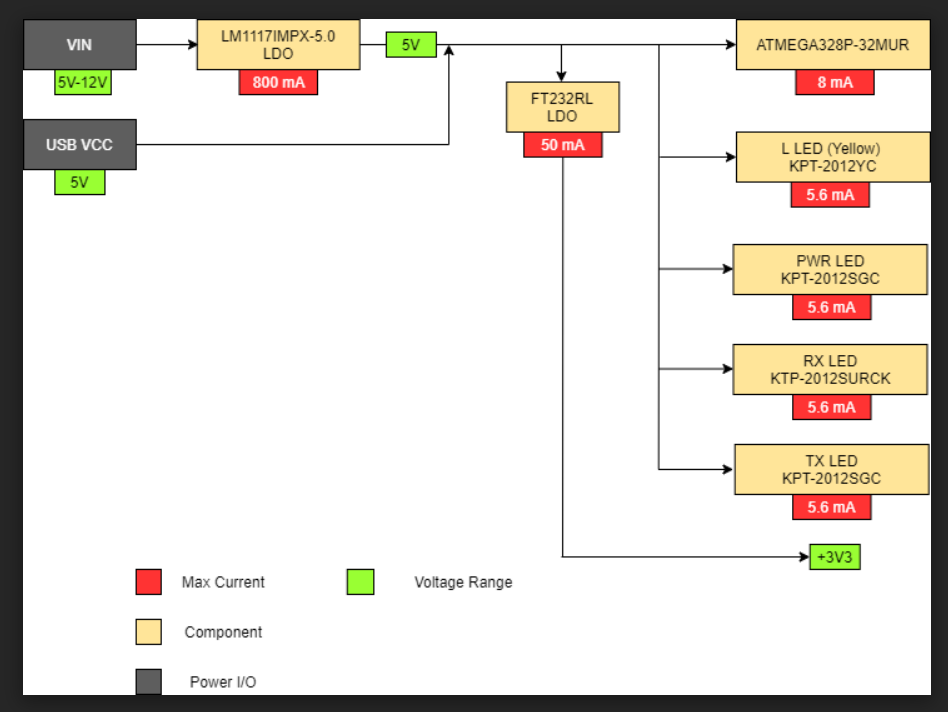 VIN
5V-12V
LM1117IMPX-5.0
LDO
800 mA
5V
ATMEGA328P-32MUR
8 mA
USB VCC
5V
FT232RL
LDO
50 mA
L LED (Yellow)
KPT-2012YC
5.6 mA
PWR LED
KPT-2012SGC
5.6 mA
RX LED
KTP-2012SURCK
5.6 mA
TX LED
KPT-2012SGC
5.6 mA
+3V3
Max Current
Voltage Range
Component
Power I/O